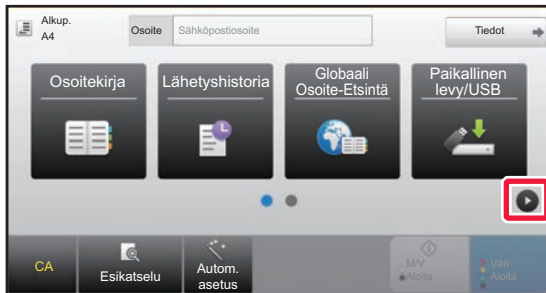 Alkup.
A4
Osoite
Sähköpostiosoite
Tiedot
Osoitekirja
Lähetyshistoria
Globaali
Osoite-Etsintä
Paikallinen
levy/USB
CA
Esikatselu
Autom.
asetus
M/V
Aloita
Väri
Aloita